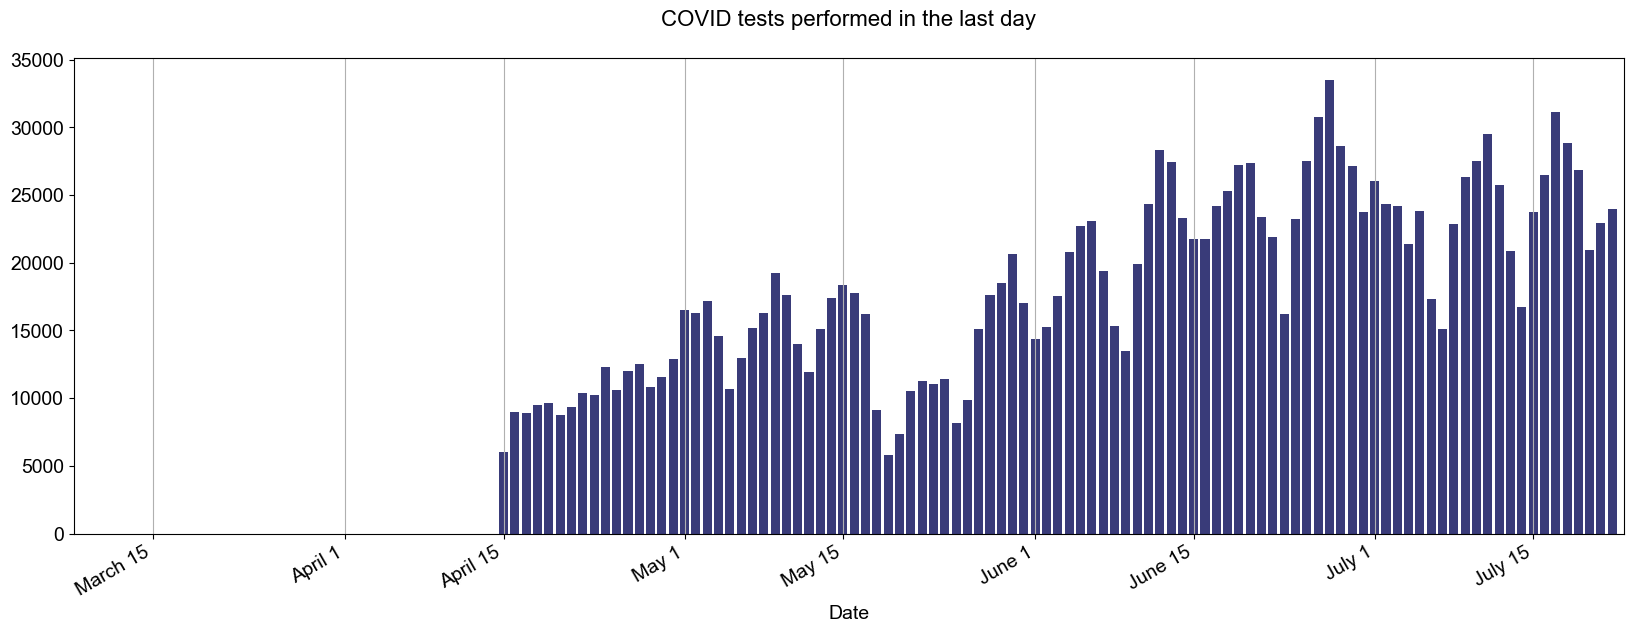 COVID tests performed in the last day
35000
30000
25000
20000
15000
10000
5000
0
March 15
April 1
April 15
May 1
May 15
June 1
June 15
July 1
July 15
Date